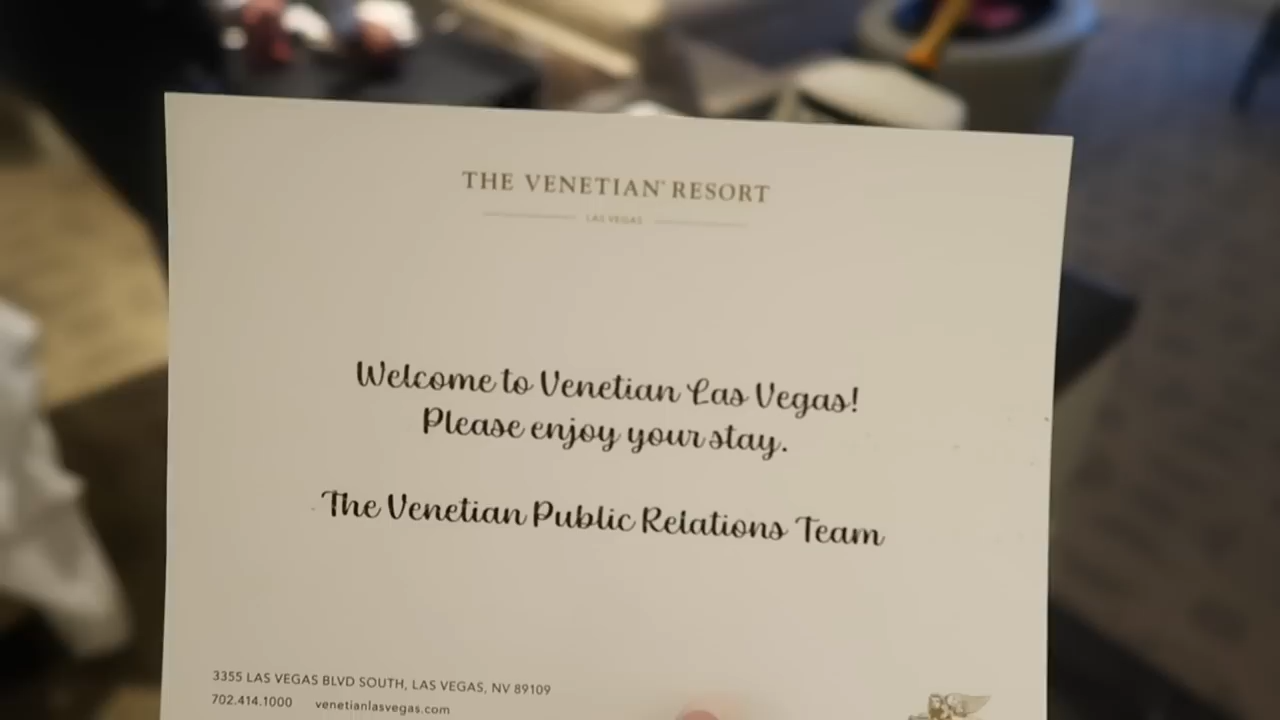 THE VENETIAN® RESORT
LAS VEGAS
Welcome to Venetian Las Vegas!
Please enjoy your stay.
The Venetian Public Relations Team
3355 LAS VEGAS BLVD SOUTH, LAS VEGAS, NV 89109
702.414.1000 venetianlasvegas.com